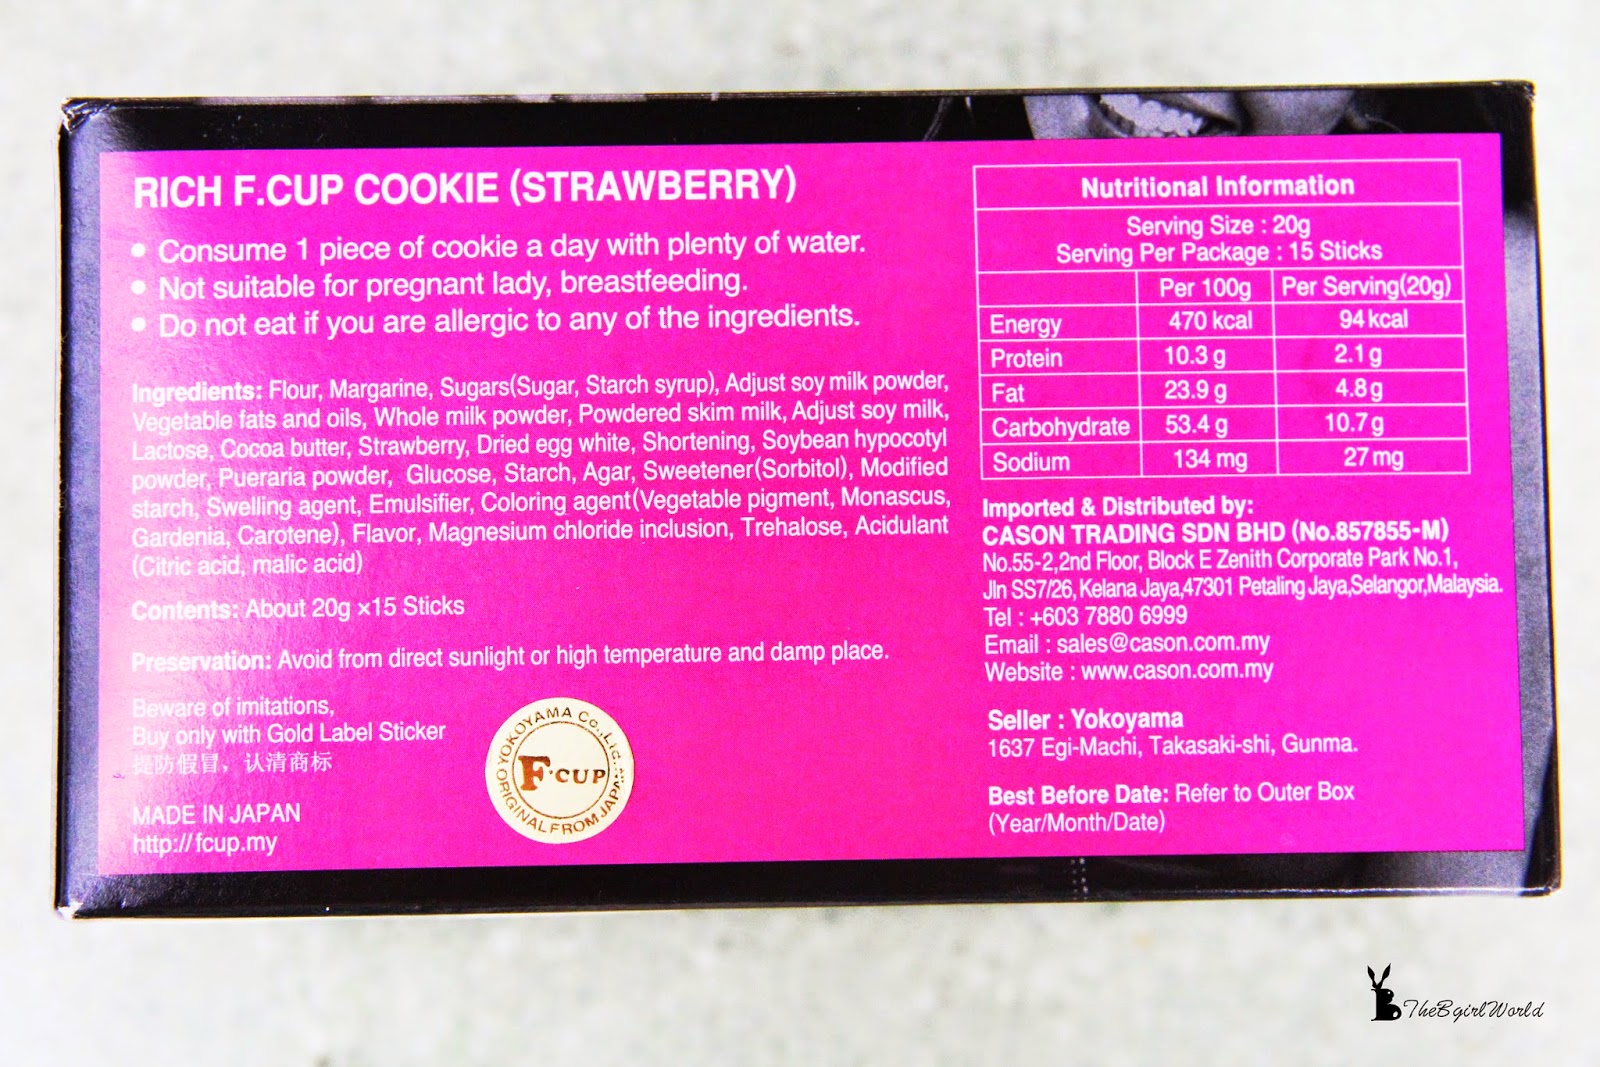 RICH F.CUP COOKIE (STRAWBERRY)
• Consume 1 piece of cookie a day with plenty of water.
• Not suitable for pregnant lady, breastfeeding.
• Do not eat if you are allergic to any of the ingredients.
Ingredients: Flour, Margarine, Sugars(Sugar, Starch syrup), Adjust soy milk powder,
Vegetable fats and oils, Whole milk powder, Powdered skim milk, Adjust soy milk,
Lactose, Cocoa butter, Strawberry, Dried egg white, Shortening, Soybean hypocotyl
powder, Pueraria powder, Glucose, Starch, Agar, Sweetener(Sorbitol), Modified
starch, Swelling agent, Emulsifier, Coloring agent(Vegetable pigment, Monascus,
Gardenia, Carotene), Flavor, Magnesium chloride inclusion, Trehalose, Acidulant
(Citric acid, malic acid)
Contents: About 20g ×15 Sticks
Preservation: Avoid from direct sunlight or high temperature and damp place.
Beware of imitations,
Buy only with Gold Label Sticker
提防假冒，认清商标
MADE IN JAPAN
http://fcup.my
YOKOYAMA Co.,Ltd.
F·CUP
ORIGINAL FROM JAPAN
Nutritional Information
Serving Size : 20g
Serving Per Package : 15 Sticks
Per 100g Per Serving(20g)
Energy 470 kcal 94 kcal
Protein 10.3 g 2.1 g
Fat 23.9 g 4.8 g
Carbohydrate 53.4 g 10.7 g
Sodium 134 mg 27 mg
Imported & Distributed by:
CASON TRADING SDN BHD (No.857855-M)
No.55-2,2nd Floor, Block E Zenith Corporate Park No.1,
Jln SS7/26, Kelana Jaya,47301 Petaling Jaya,Selangor,Malaysia.
Tel : +603 7880 6999
Email : sales@cason.com.my
Website : www.cason.com.my
Seller : Yokoyama
1637 Egi-Machi, Takasaki-shi, Gunma.
Best Before Date: Refer to Outer Box
(Year/Month/Date)
TheBgirlWorld